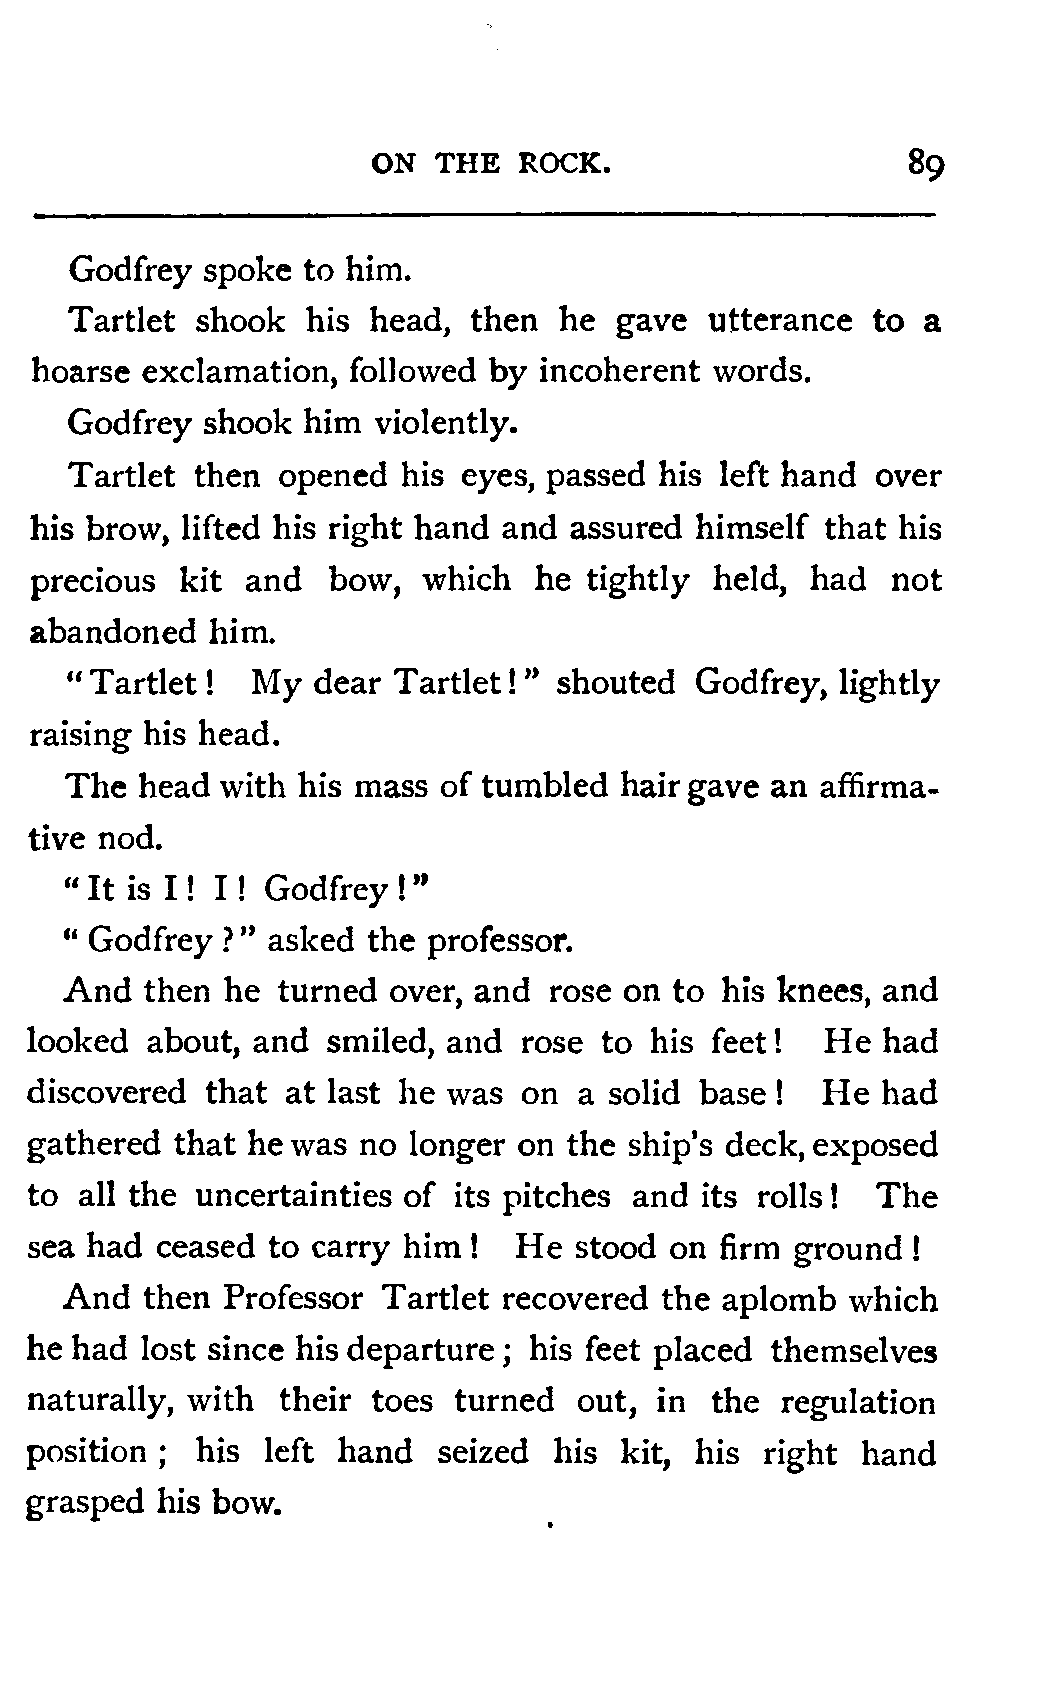 ON THE ROCK. 89
Godfrey spoke to him.
Tartlet shook his head, then he gave utterance to a
hoarse exclamation, followed by incoherent words.
Godfrey shook him violently.
Tartlet then opened his eyes, passed his left hand over
his brow, lifted his right hand and assured himself that his
precious kit and bow, which he tightly held, had not
abandoned him.
"Tartlet! My dear Tartlet!" shouted Godfrey, lightly
raising his head.
The head with his mass of tumbled hair gave an affirma-
tive nod.
"It is I! I! Godfrey!"
"Godfrey?" asked the professor.
And then he turned over, and rose on to his knees, and
looked about, and smiled, and rose to his feet! He had
discovered that at last he was on a solid base! He had
gathered that he was no longer on the ship's deck, exposed
to all the uncertainties of its pitches and its rolls! The
sea had ceased to carry him! He stood on firm ground!
And then Professor Tartlet recovered the aplomb which
he had lost since his departure; his feet placed themselves
naturally, with their toes turned out, in the regulation
position; his left hand seized his kit, his right hand
grasped his bow.